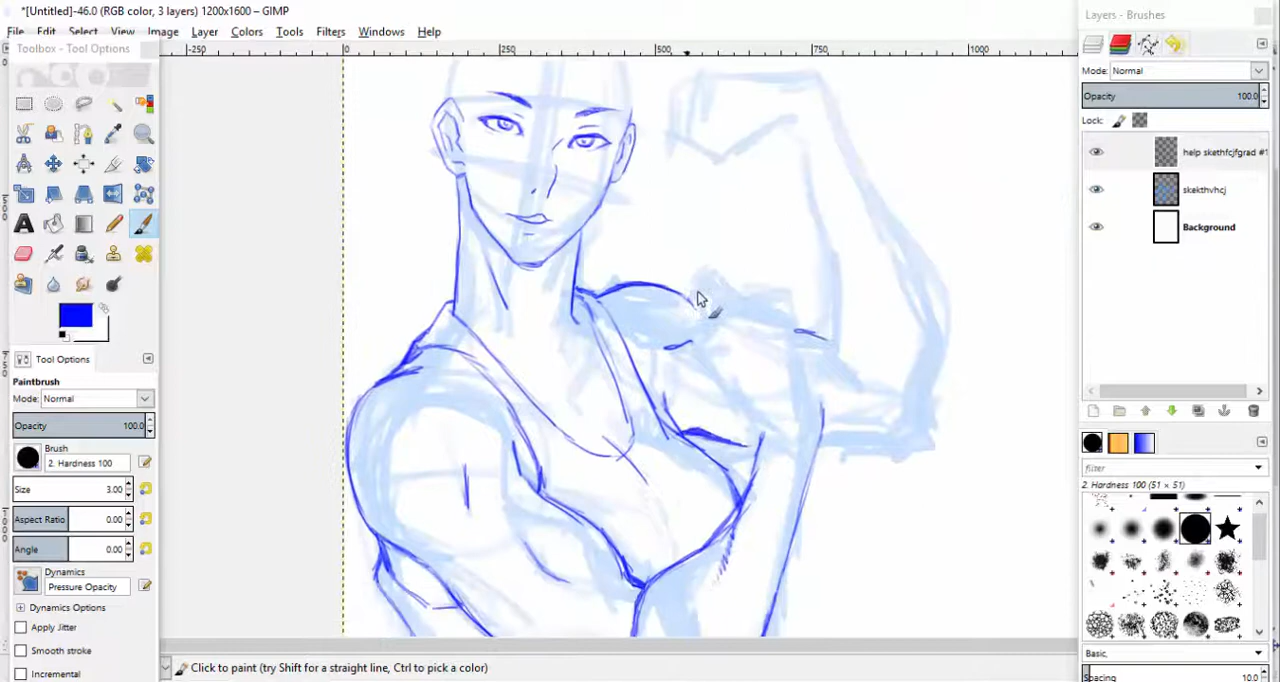 *[Untitled]-46.0 (RGB color, 3 layers) 1200x1600 – GIMP
File Edit Select View Image Layer Colors Tools Filters Windows Help
Toolbox - Tool Options
-250 0 250 500 750 1000
Tool Options
Paintbrush
Mode: Normal
Opacity 100.0
Brush
2. Hardness 100
Size 3.00
Aspect Ratio 0.00
Angle 0.00
Dynamics
Pressure Opacity
Dynamics Options
Apply Jitter
Smooth stroke
Incremental
Click to paint (try Shift for a straight line, Ctrl to pick a color)
Layers - Brushes
Mode: Normal
Opacity 100.0
Lock:
help skethfcjfgrad #1
skekthvhcj
Background
filter
2. Hardness 100 (51 × 51)
Basic,
Spacing 10.0